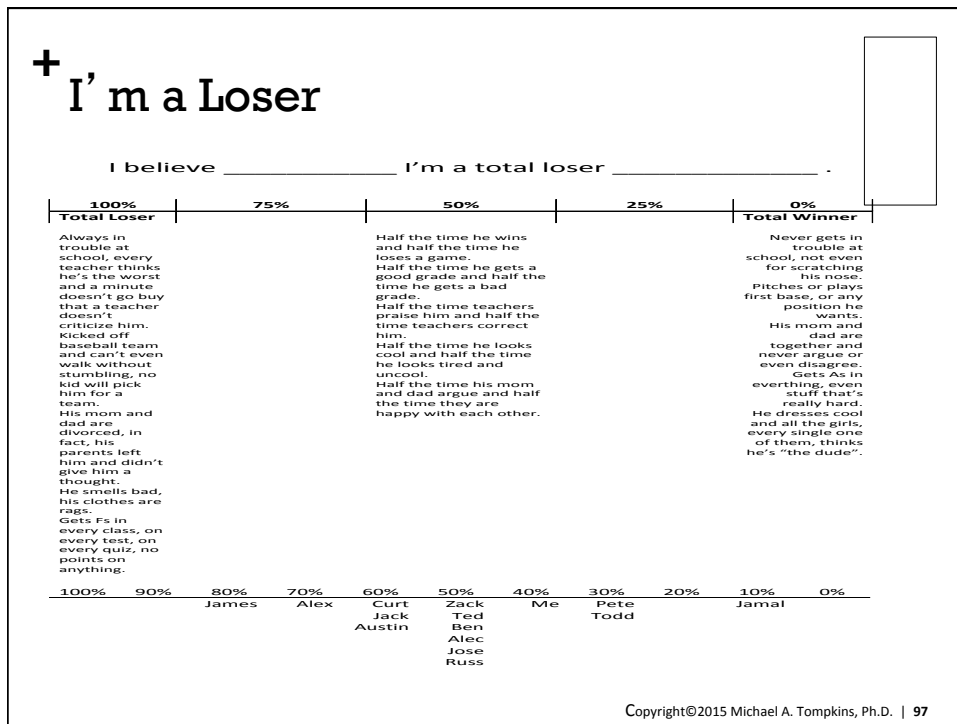 +
I' m a Loser
I believe _______________ I'm a total loser __________________ .
100% 75% 50% 25% 0%
Total Loser Total Winner
Always in
trouble at
school, every
teacher thinks
he's the worst
and a minute
doesn't go buy
that a teacher
doesn't
criticize him.
Kicked off
baseball team
and can't even
walk without
stumbling, no
kid will pick
him for a
team.
His mom and
dad are
divorced, in
fact, his
parents left
him and didn't
give him a
thought.
He smells bad,
his clothes are
rags.
Gets Fs in
every class, on
every test, on
every quiz, no
points on
anything.
Half the time he wins
and half the time he
loses a game.
Half the time he gets a
good grade and half the
time he gets a bad
grade.
Half the time teachers
praise him and half the
time teachers correct
him.
Half the time he looks
cool and half the time
he looks tired and
uncool.
Half the time his mom
and dad argue and half
the time they are
happy with each other.
Never gets in
trouble at
school, not even
for scratching
his nose.
Pitches or plays
first base, or any
position he
wants.
His mom and
dad are
together and
never argue or
even disagree.
Gets As in
everthing, even
stuff that's
really hard.
He dresses cool
and all the girls,
every single one
of them, thinks
he's "the dude".
100% 90% 80% 70% 60% 50% 40% 30% 20% 10% 0%
James Alex Curt Zack Me Pete Jamal
Jack Ted Todd
Austin Ben
Alec
Jose
Russ
Copyright©2015 Michael A. Tompkins, Ph.D. | 97